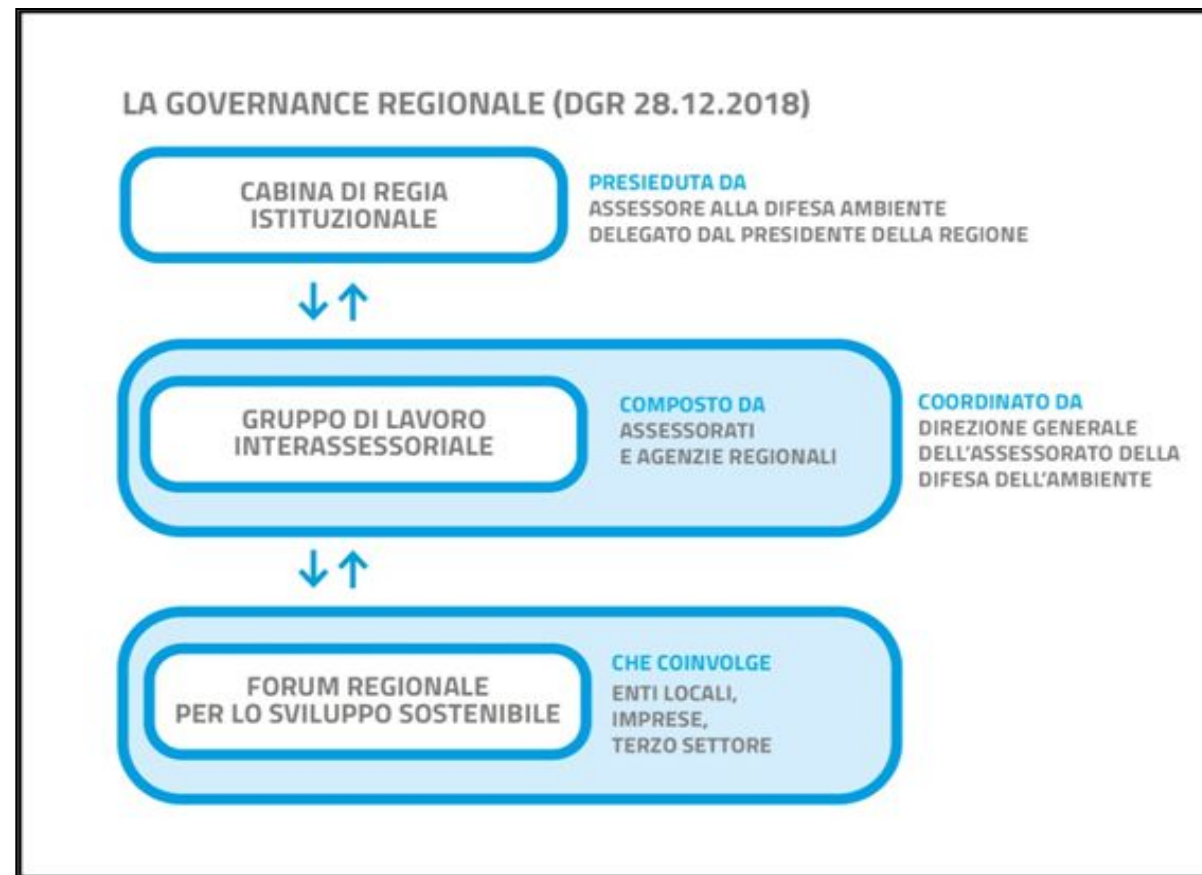 LA GOVERNANCE REGIONALE (DGR 28.12.2018)
CABINA DI REGIA
ISTITUZIONALE
PRESIEDUTA DA
ASSESSORE ALLA DIFESA AMBIENTE
DELEGATO DAL PRESIDENTE DELLA REGIONE
GRUPPO DI LAVORO
INTERASSESSORIALE
COMPOSTO DA
ASSESSORATI
E AGENZIE REGIONALI
COORDINATO DA
DIREZIONE GENERALE
DELL'ASSESSORATO DELLA
DIFESA DELL'AMBIENTE
FORUM REGIONALE
PER LO SVILUPPO SOSTENIBILE
CHE COINVOLGE
ENTI LOCALI,
IMPRESE,
TERZO SETTORE